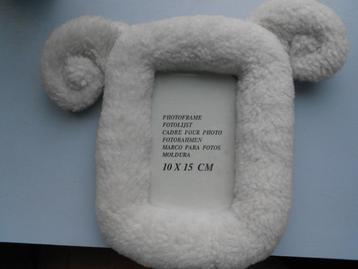 PHOTOFRAME
FOTOLIJST
CADRE POUR PHOTO
FOTORAHMEN
MARCO PARA FOTOS
MOLDURA
10 X 15 CM